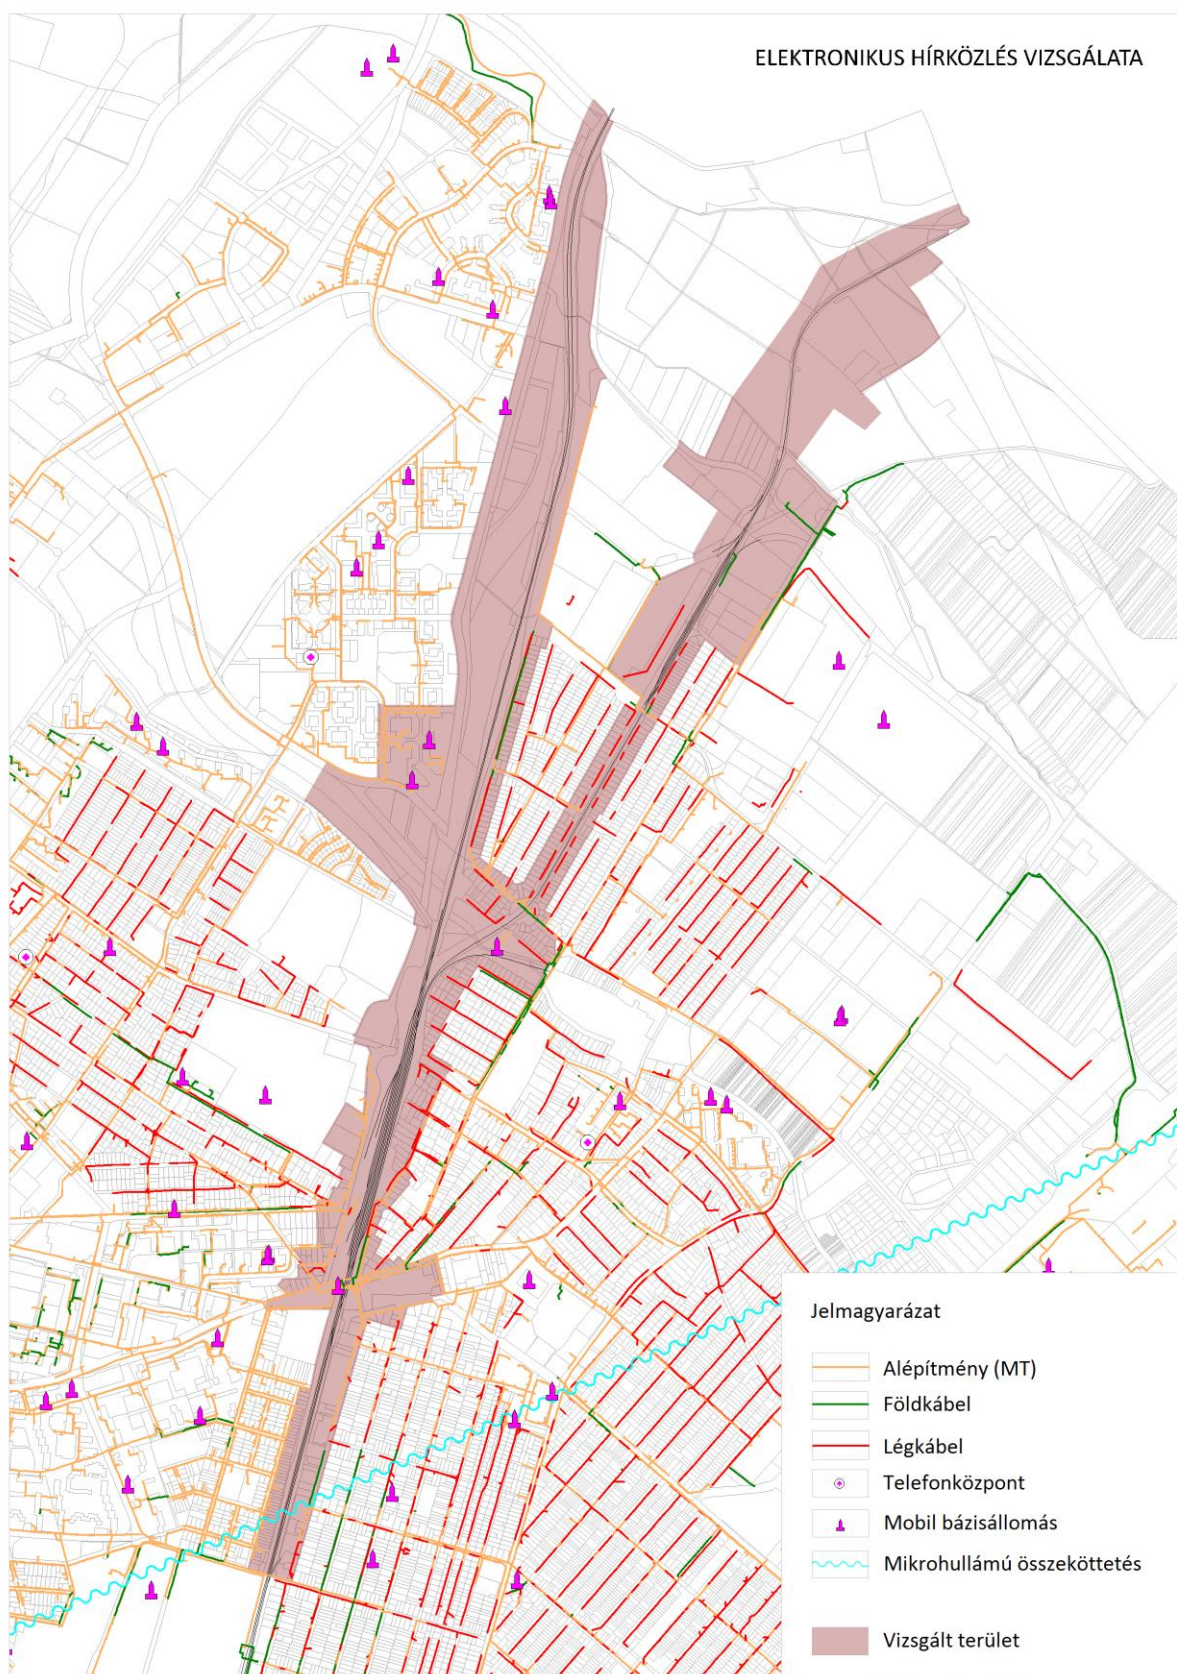 ELEKTRONIKUS HÍRKÖZLÉS VIZSGÁLATA
Jelmagyarázat
Alépítmény (MT)
Földkábel
Légkábel
Telefonközpont
Mobil bázisállomás
Mikrohullámú összeköttetés
Vizsgált terület